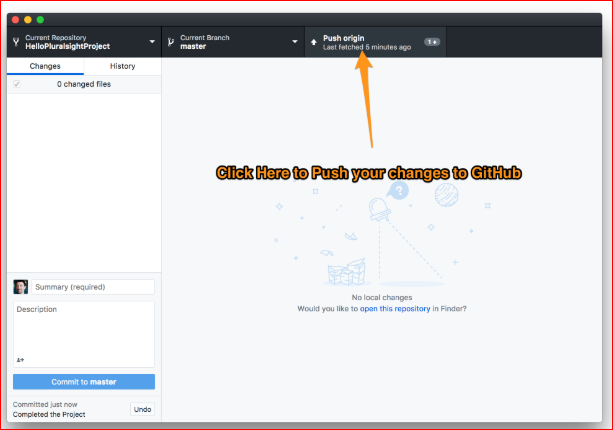 Current Repository
HelloPluralsightProject
Current Branch
master
Push origin
Last fetched 5 minutes ago
1
Changes
History
0 changed files
Click Here to Push your changes to GitHub
?
No local changes
Would you like to open this repository in Finder?
Summary (required)
Description
Commit to master
Committed just now
Completed the Project
Undo